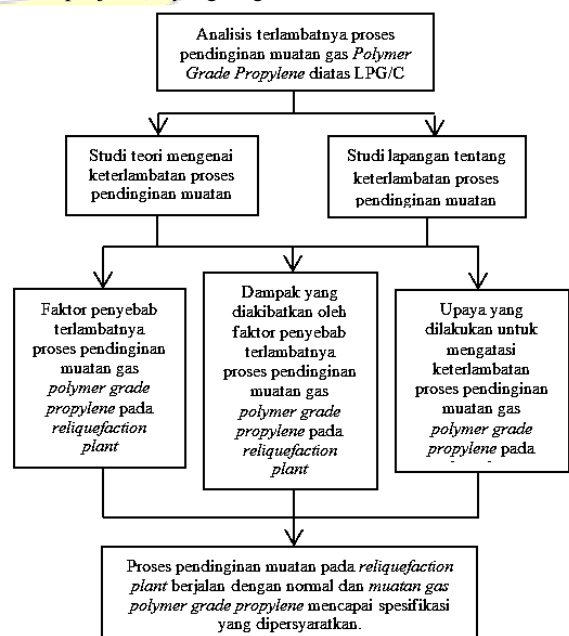 Analisis terlambatnya proses
pendinginan muatan gas Polymer
Grade Propylene diatas LPG/C
Studi teori mengenai
keterlambatan proses
pendinginan muatan
Studi lapangan tentang
keterlambatan proses
pendinginan muatan
Faktor penyebab
terlambatnya
proses pendinginan
muatan gas
polymer grade
propylene pada
reliquefaction
plant
Dampak yang
diakibatkan oleh
faktor penyebab
terlambatnya
proses pendinginan
muatan gas
polymer grade
propylene pada
reliquefaction
plant
Upaya yang
dilakukan untuk
mengatasi
keterlambatan
proses pendinginan
muatan gas
polymer grade
propylene pada
Proses pendinginan muatan pada reliquefaction
plant berjalan dengan normal dan muatan gas
polymer grade propylene mencapai spesifikasi
yang dipersyaratkan.